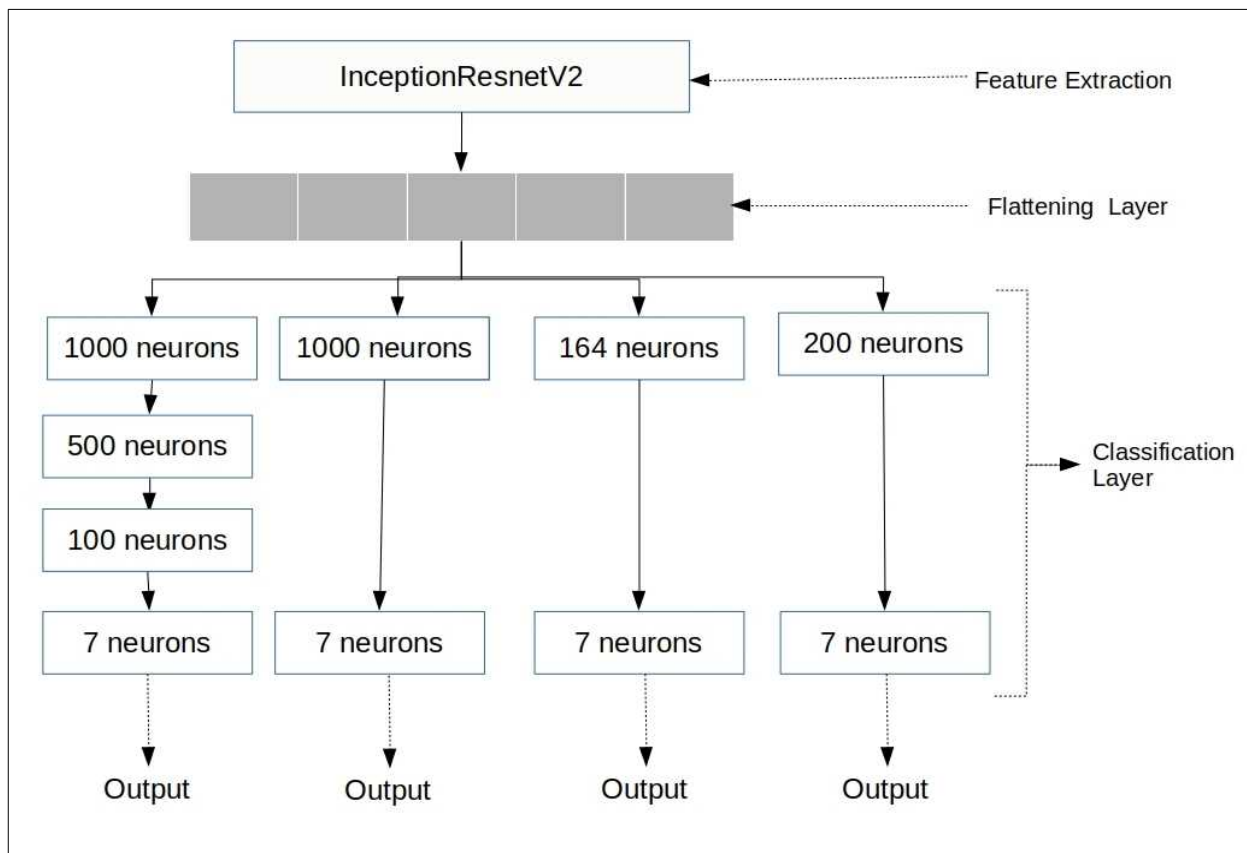 InceptionResnetV2
Feature Extraction
Flattening Layer
1000 neurons
1000 neurons
164 neurons
200 neurons
500 neurons
100 neurons
Classification
Layer
7 neurons
7 neurons
7 neurons
7 neurons
Output
Output
Output
Output